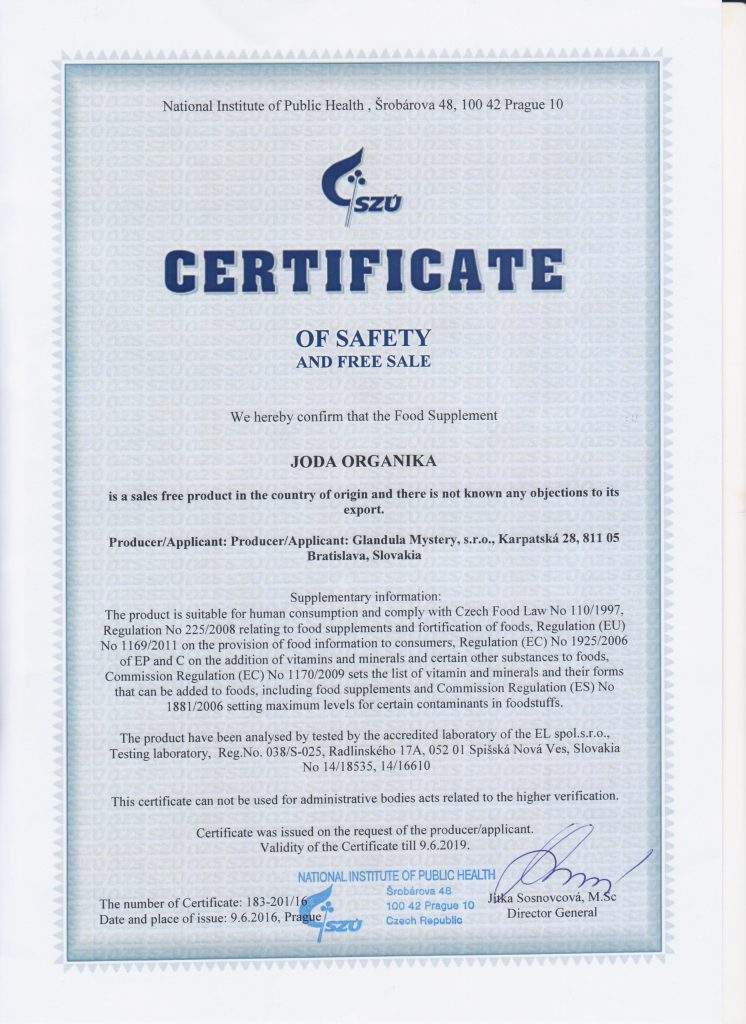 National Institute of Public Health , Šrobárova 48, 100 42 Prague 10
SZÚ
CERTIFICATE
OF SAFETY
AND FREE SALE
We hereby confirm that the Food Supplement
JODA ORGANIKA
is a sales free product in the country of origin and there is not known any objections to its
export.
Producer/Applicant: Producer/Applicant: Glandula Mystery, s.r.o., Karpatská 28, 811 05
Bratislava, Slovakia
Supplementary information:
The product is suitable for human consumption and comply with Czech Food Law No 110/1997,
Regulation No 225/2008 relating to food supplements and fortification of foods, Regulation (EU)
No 1169/2011 on the provision of food information to consumers, Regulation (EC) No 1925/2006
of EP and C on the addition of vitamins and minerals and certain other substances to foods,
Commission Regulation (EC) No 1170/2009 sets the list of vitamin and minerals and their forms
that can be added to foods, including food supplements and Commission Regulation (ES) No
1881/2006 setting maximum levels for certain contaminants in foodstuffs.
The product have been analysed by tested by the accredited laboratory of the EL spol.s.r.o.,
Testing laboratory, Reg.No. 038/S-025, Radlinského 17A, 052 01 Spišská Nová Ves, Slovakia
No 14/18535, 14/16610
This certificate can not be used for administrative bodies acts related to the higher verification.
Certificate was issued on the request of the producer/applicant.
Validity of the Certificate till 9.6.2019.
NATIONAL INSTITUTE OF PUBLIC HEALTH
Šrobárova 48
100 42 Prague 10
Czech Republic
SZÚ
The number of Certificate: 183-201/16
Date and place of issue: 9.6.2016, Prague
Jitka Sosnovcová, M.Sc
Director General